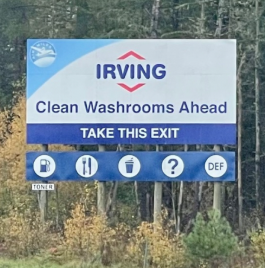 IRVING
Clean Washrooms Ahead
TAKE THIS EXIT
? DEF
TONER